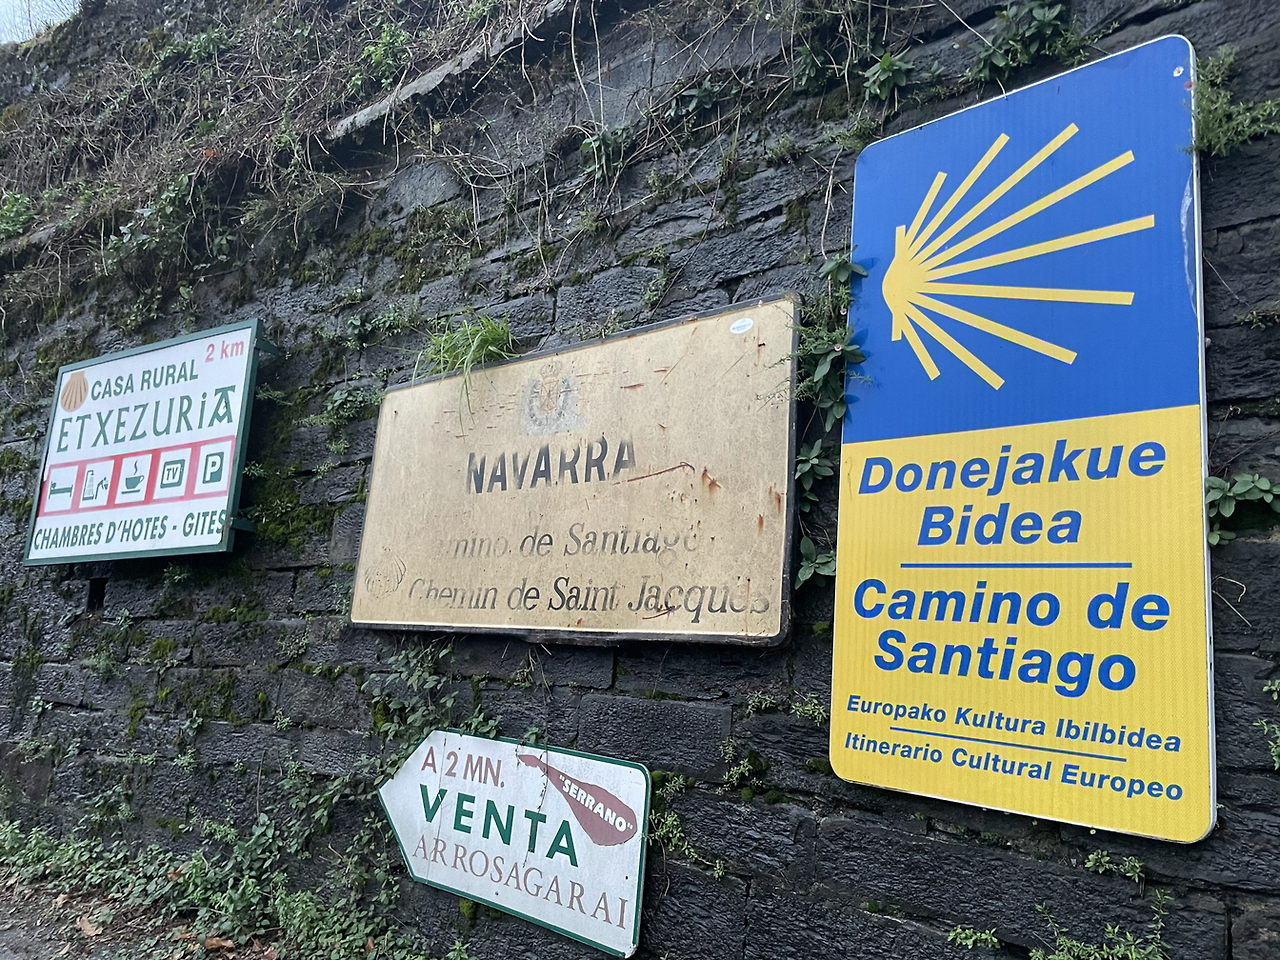 2 km
CASA RURAL
ETXEZURiA
TV P
CHAMBRES D'HOTES - GITES
NAVARRA
Camino de Santiago
Chemin de Saint Jacques
A 2 MN.
"SERRANO"
VENTA
ARROSAGARAI
Donejakue
Bidea
Camino de
Santiago
Europako Kultura Ibilbidea
Itinerario Cultural Europeo